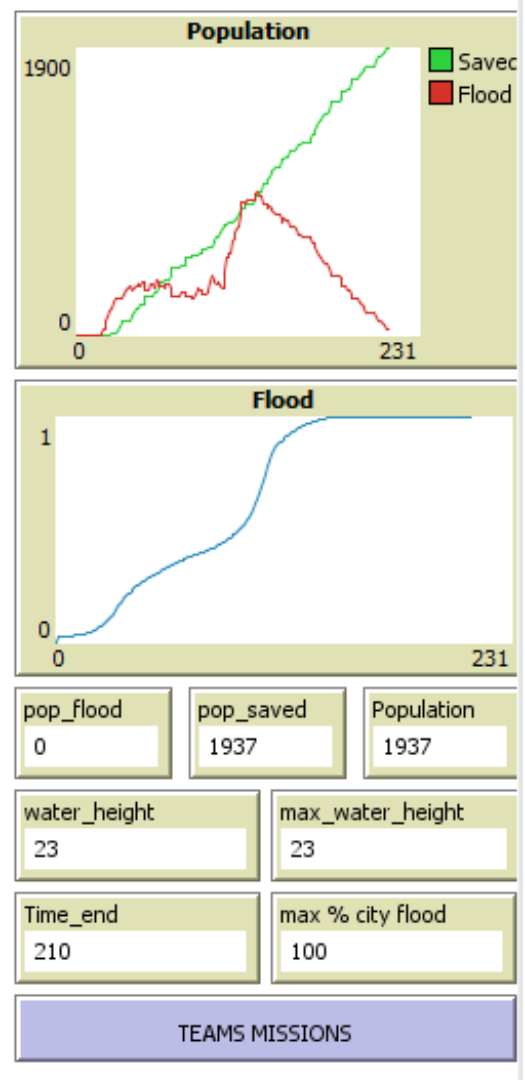 Population
1900
Saved
Flood
0
0 231
Flood
1
0
0 231
pop_flood pop_saved Population
0 1937 1937
water_height max_water_height
23 23
Time_end max % city flood
210 100
TEAMS MISSIONS